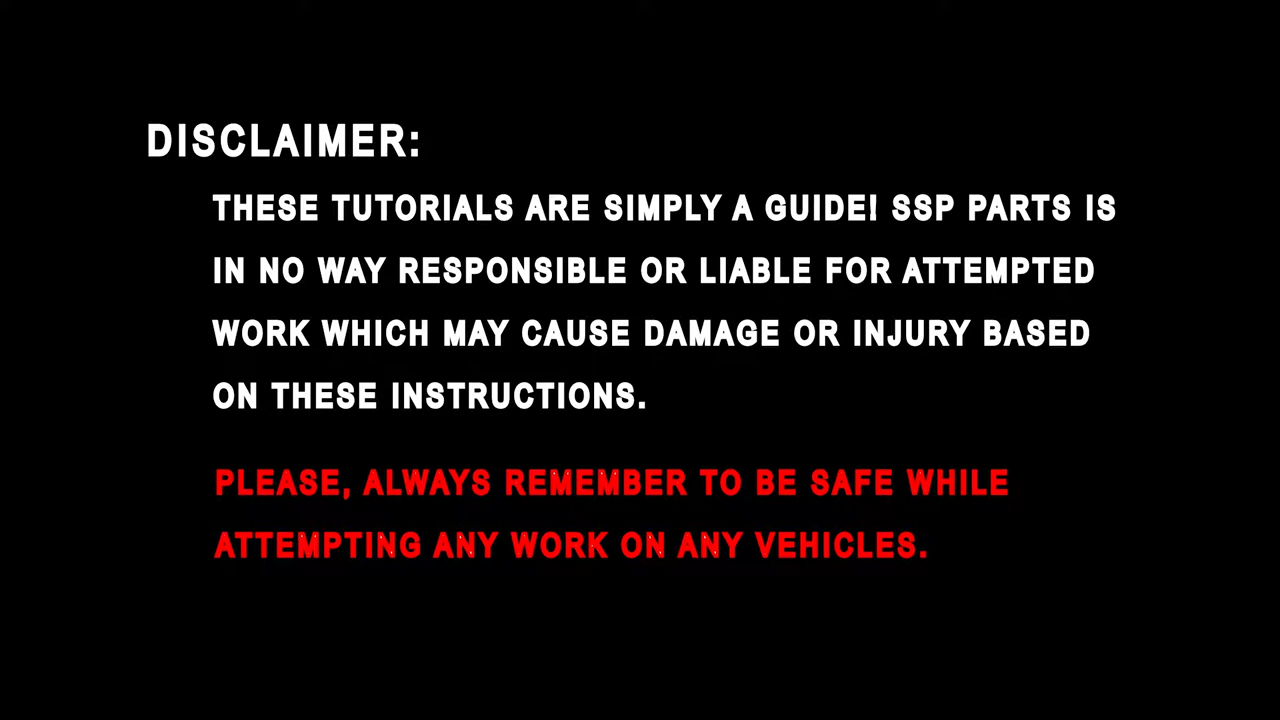 DISCLAIMER:
THESE TUTORIALS ARE SIMPLY A GUIDE! SSP PARTS IS
IN NO WAY RESPONSIBLE OR LIABLE FOR ATTEMPTED
WORK WHICH MAY CAUSE DAMAGE OR INJURY BASED
ON THESE INSTRUCTIONS.
PLEASE, ALWAYS REMEMBER TO BE SAFE WHILE
ATTEMPTING ANY WORK ON ANY VEHICLES.